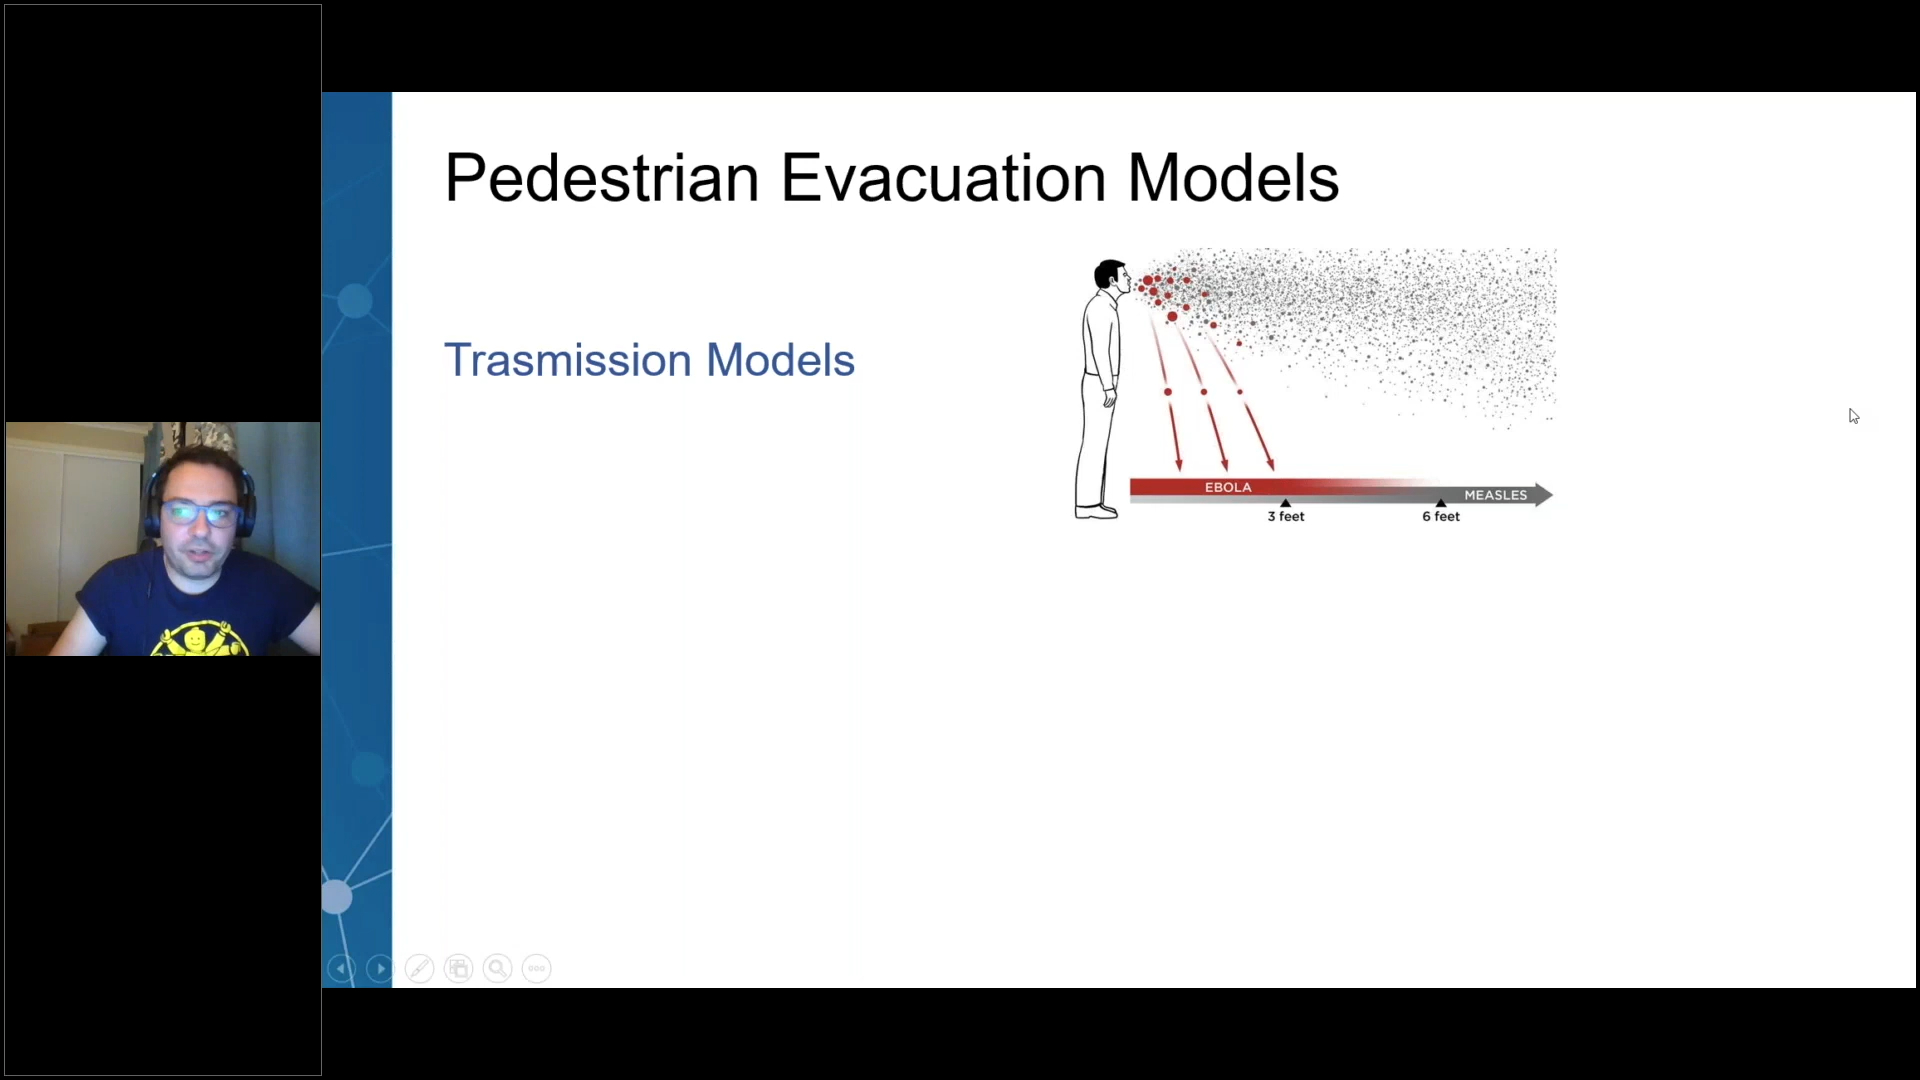 Pedestrian Evacuation Models
Trasmission Models
EBOLA
MEASLES
3 feet
6 feet